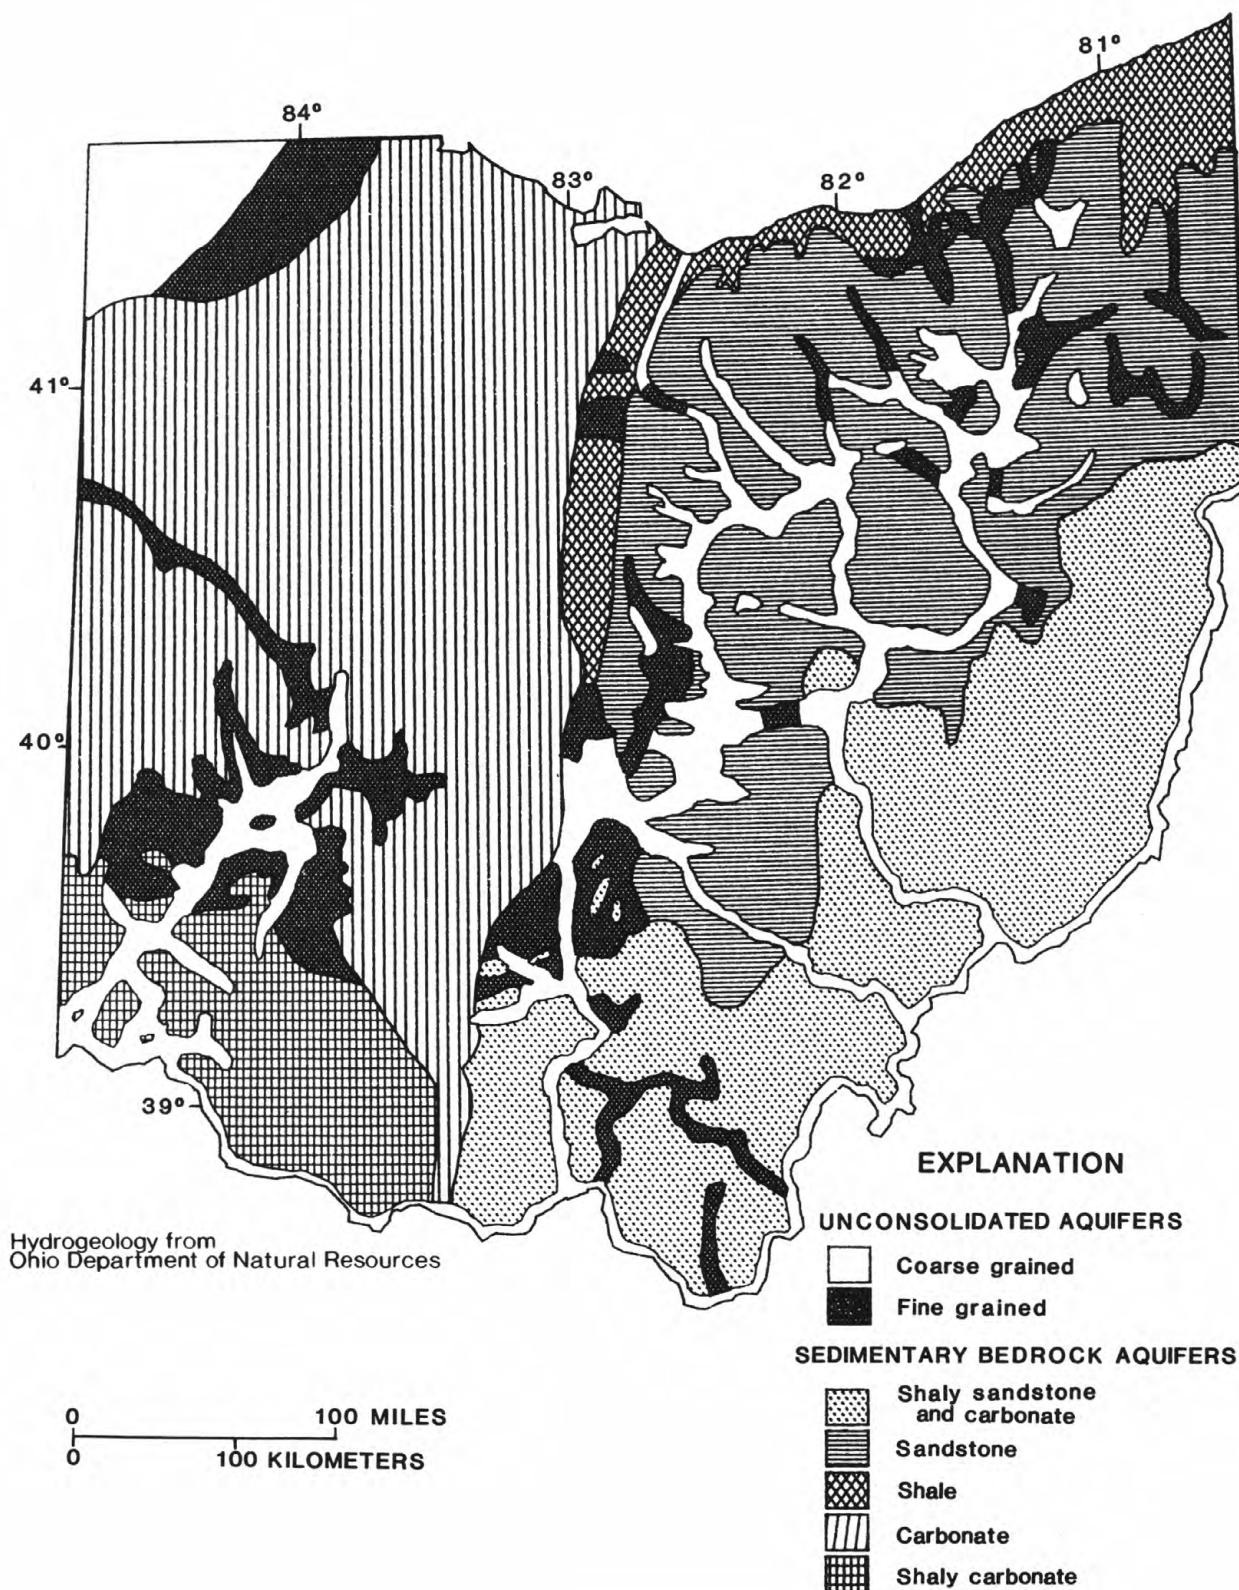 81°
84°
83°
82°
41°
40°
39°
EXPLANATION
UNCONSOLIDATED AQUIFERS
Coarse grained
Fine grained
SEDIMENTARY BEDROCK AQUIFERS
Shaly sandstone
and carbonate
Sandstone
Shale
Carbonate
Shaly carbonate
Hydrogeology from
Ohio Department of Natural Resources
0 100 MILES
0 100 KILOMETERS